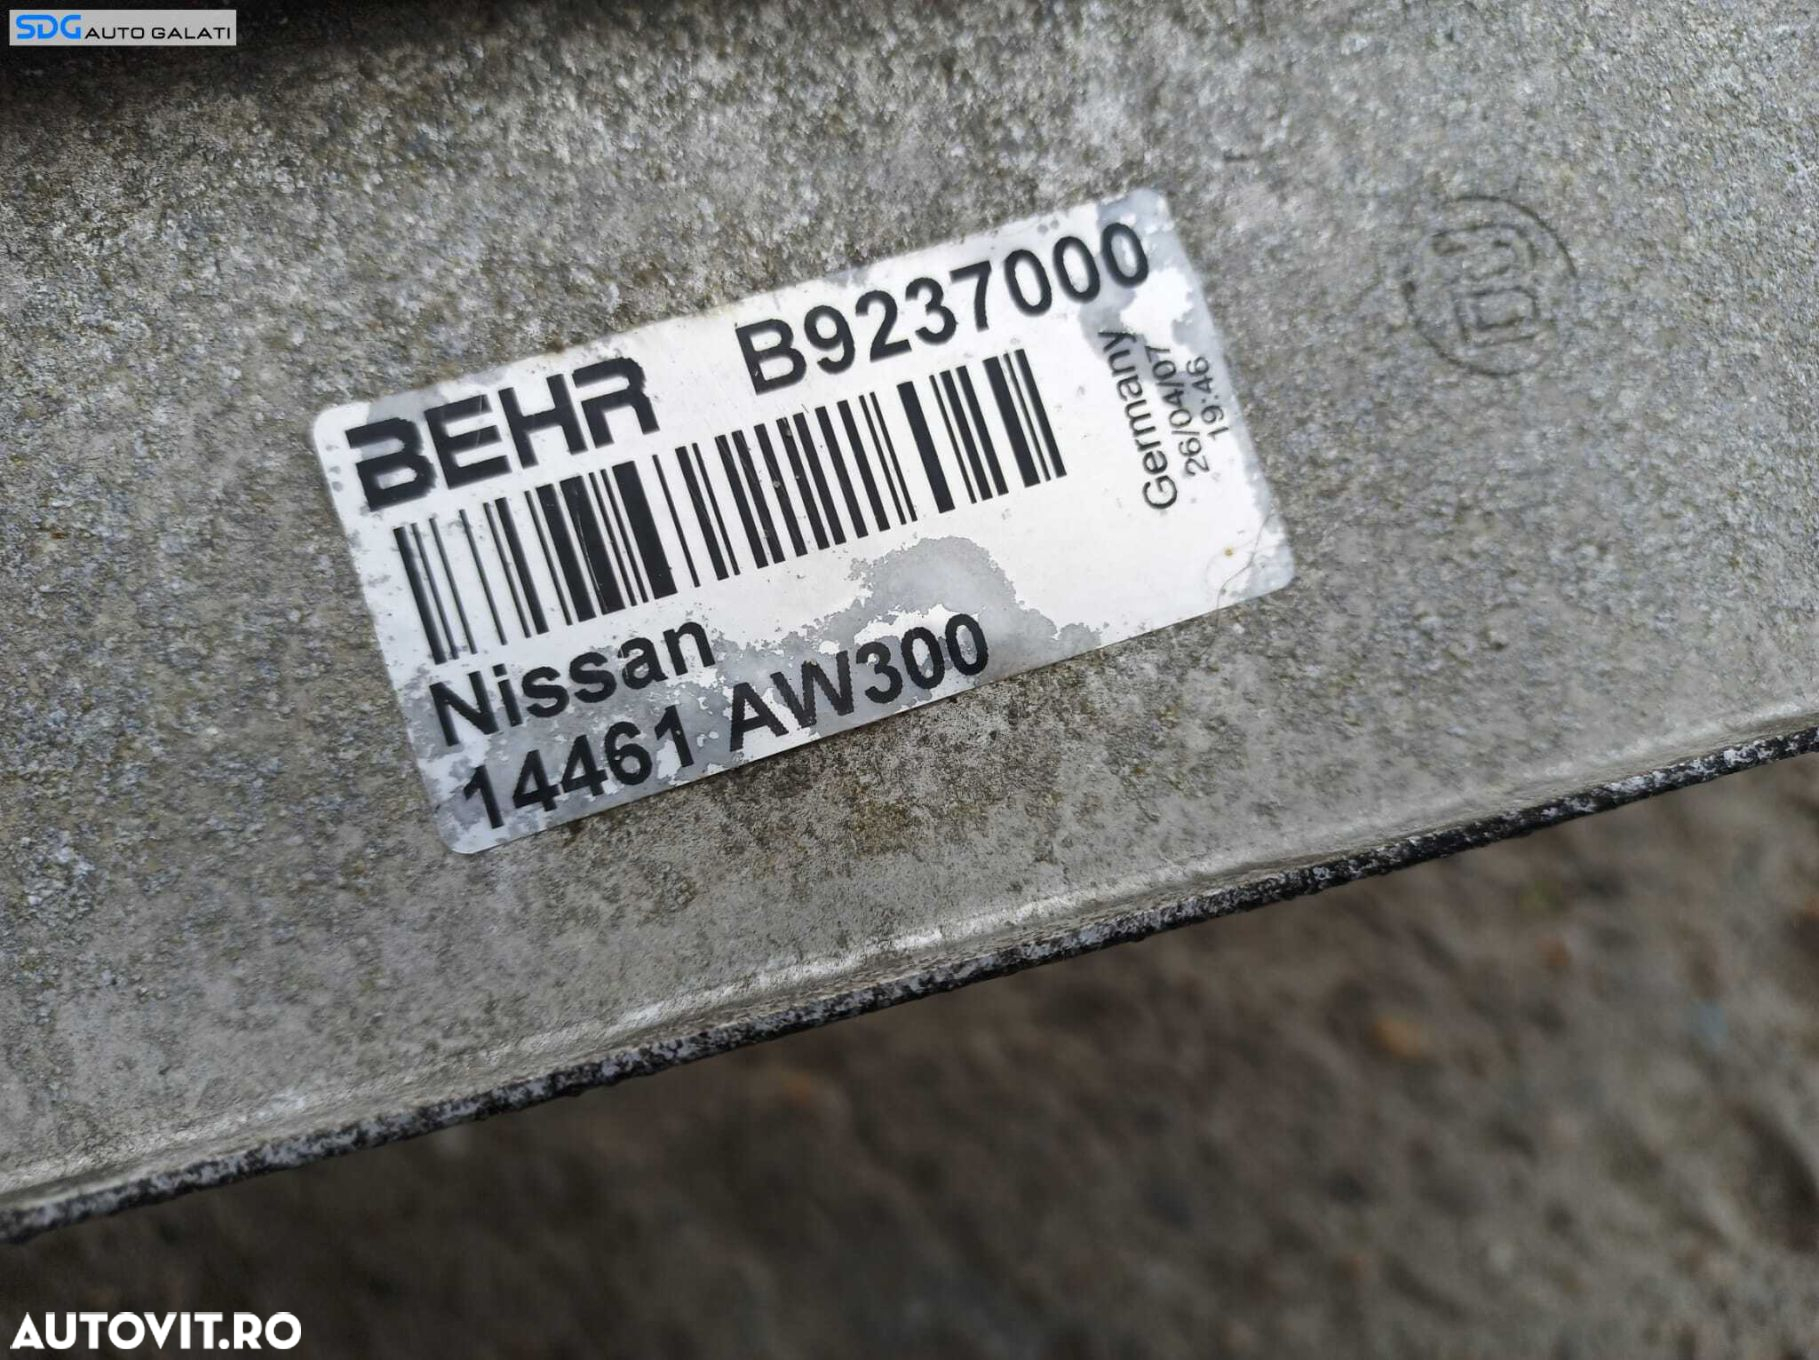 SDG AUTO GALATI
BEHR B9237000
Germany
26/04/07
19:46
Nissan
14461 AW300
AUTOVIT.RO